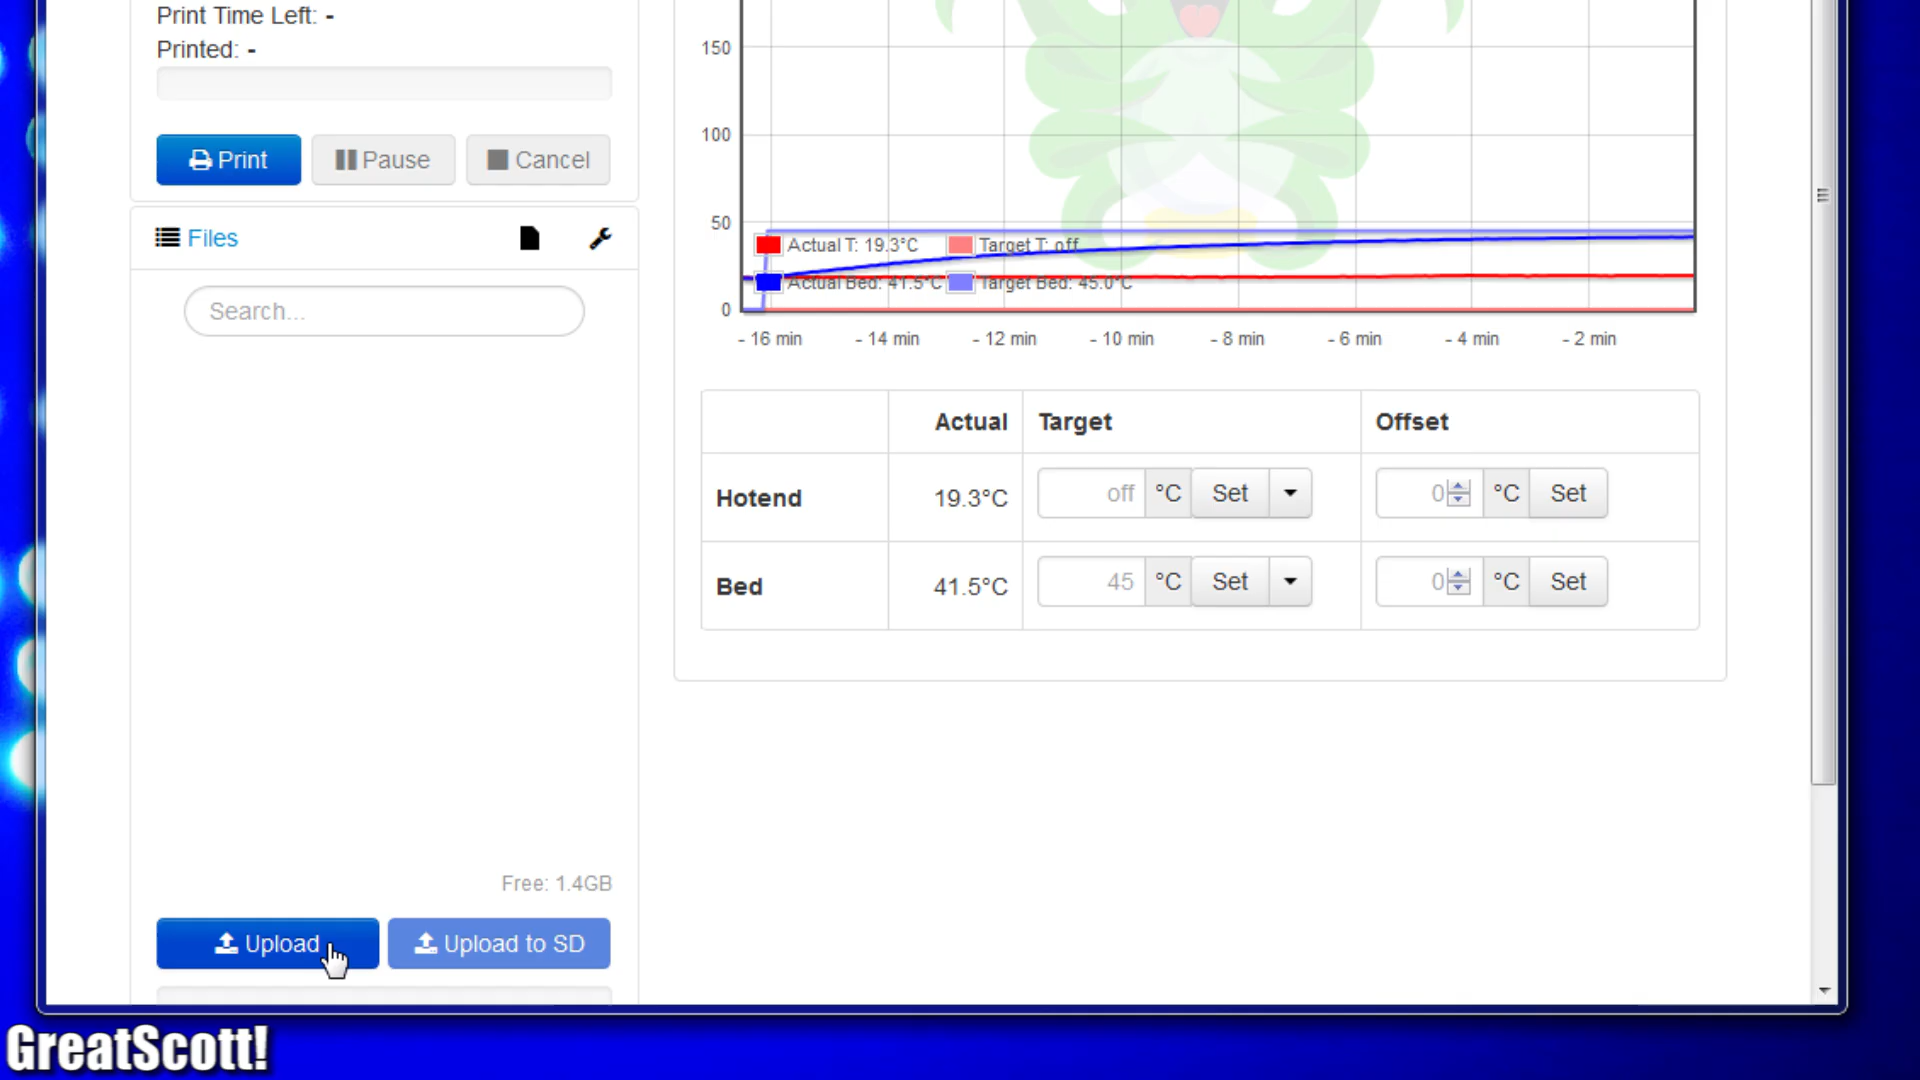 Print Time Left: -
Printed: -
Print Pause Cancel
Files
Search...
Free: 1.4GB
Upload Upload to SD
150
100
50
0
Actual T: 19.3°C Target T: off
Actual Bed: 41.5°C Target Bed: 45.0°C
- 16 min - 14 min - 12 min - 10 min - 8 min - 6 min - 4 min - 2 min
Actual Target Offset
Hotend 19.3°C off °C Set 0 °C Set
Bed 41.5°C 45 °C Set 0 °C Set
GreatScott!